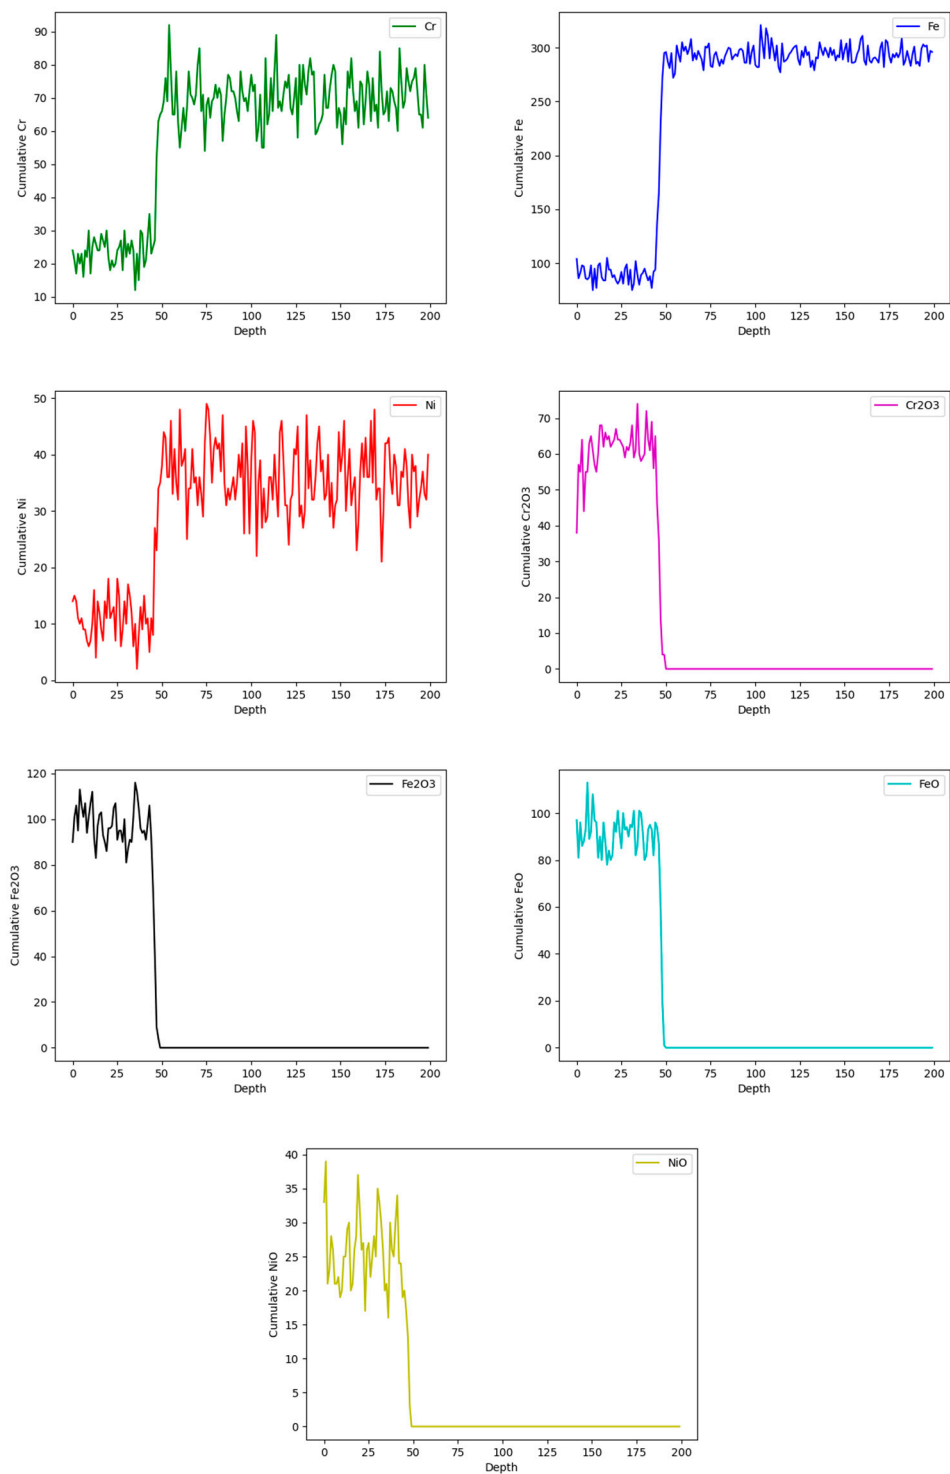 Cr
90
80
70
60
50
40
30
20
10
Cumulative Cr
0 25 50 75 100 125 150 175 200
Depth
Fe
300
250
200
150
100
Cumulative Fe
0 25 50 75 100 125 150 175 200
Depth
Ni
50
40
30
20
10
0
Cumulative Ni
0 25 50 75 100 125 150 175 200
Depth
Cr2O3
70
60
50
40
30
20
10
0
Cumulative Cr2O3
0 25 50 75 100 125 150 175 200
Depth
Fe2O3
120
100
80
60
40
20
0
Cumulative Fe2O3
0 25 50 75 100 125 150 175 200
Depth
FeO
100
80
60
40
20
0
Cumulative FeO
0 25 50 75 100 125 150 175 200
Depth
NiO
40
35
30
25
20
15
10
5
0
Cumulative NiO
0 25 50 75 100 125 150 175 200
Depth